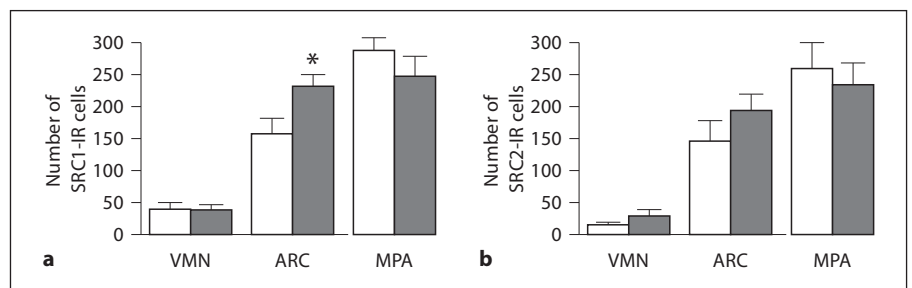 Number of
SRC1-IR cells
300
250
200
150
100
50
0
*
VMN ARC MPA
a
Number of
SRC2-IR cells
300
250
200
150
100
50
0
VMN ARC MPA
b